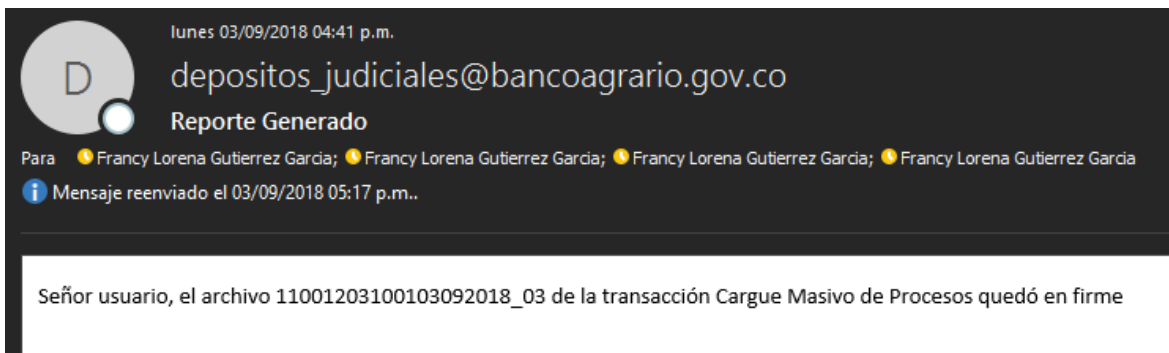 lunes 03/09/2018 04:41 p.m.
D
depositos_judiciales@bancoagrario.gov.co
Reporte Generado
Para Francy Lorena Gutierrez Garcia; Francy Lorena Gutierrez Garcia; Francy Lorena Gutierrez Garcia; Francy Lorena Gutierrez Garcia
Mensaje reenviado el 03/09/2018 05:17 p.m..
Señor usuario, el archivo 11001203100103092018_03 de la transacción Cargue Masivo de Procesos quedó en firme